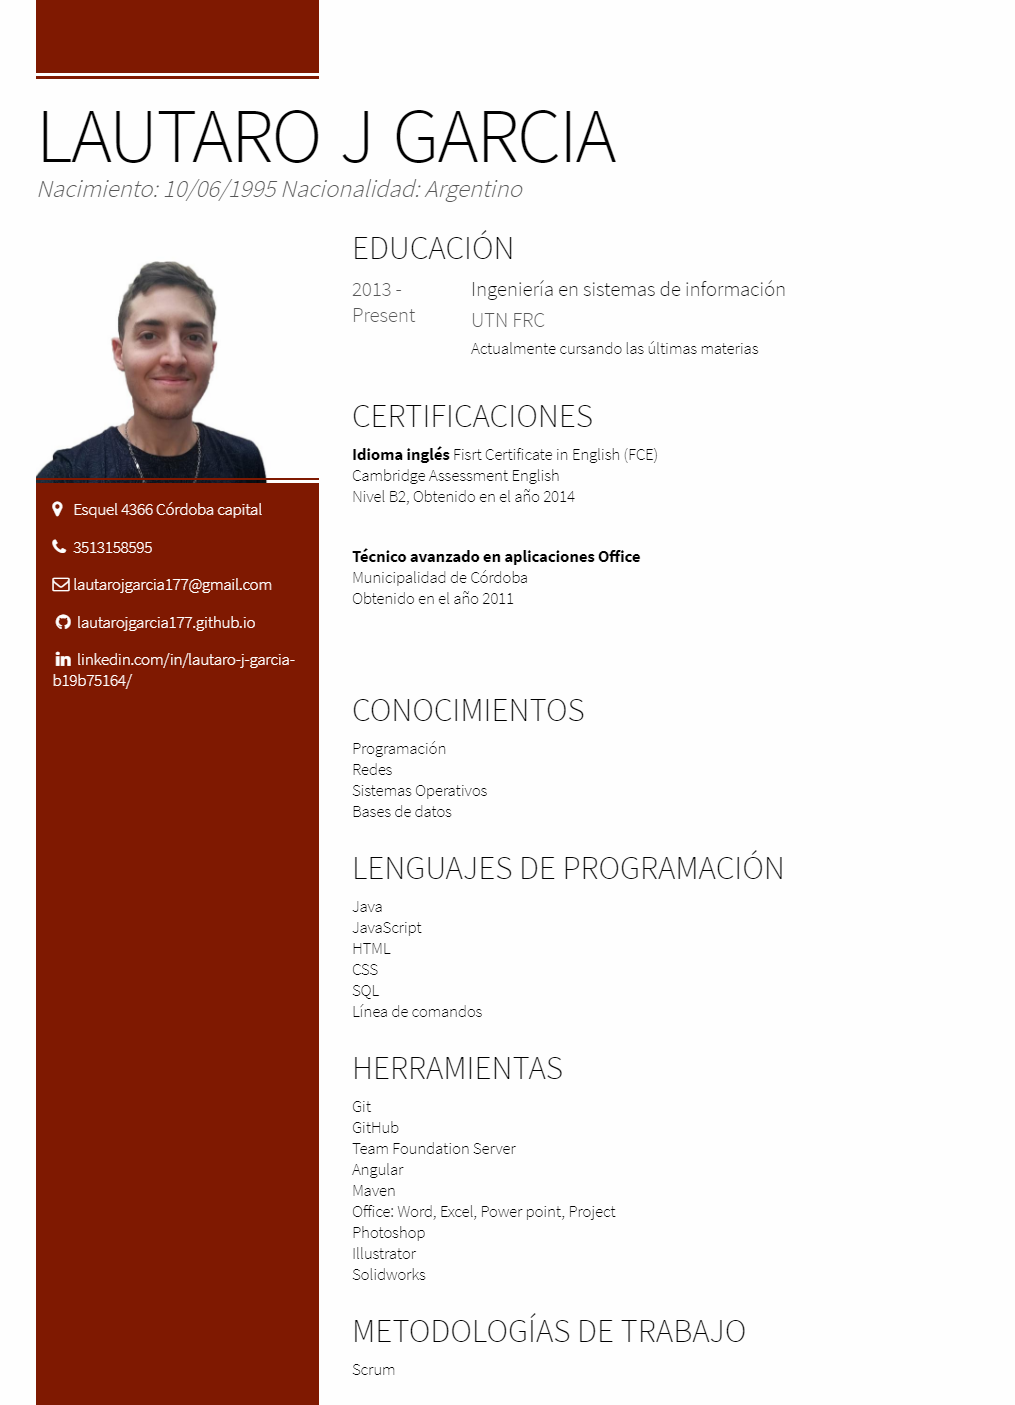 LAUTARO J GARCIA
Nacimiento: 10/06/1995 Nacionalidad: Argentino
Esquel 4366 Córdoba capital
3513158595
lautarojgarcia177@gmail.com
lautarojgarcia177.github.io
linkedin.com/in/lautaro-j-garcia-
b19b75164/
EDUCACIÓN
2013 -
Present
Ingeniería en sistemas de información
UTN FRC
Actualmente cursando las últimas materias
CERTIFICACIONES
Idioma inglés Fisrt Certificate in English (FCE)
Cambridge Assessment English
Nivel B2, Obtenido en el año 2014
Técnico avanzado en aplicaciones Office
Municipalidad de Córdoba
Obtenido en el año 2011
CONOCIMIENTOS
Programación
Redes
Sistemas Operativos
Bases de datos
LENGUAJES DE PROGRAMACIÓN
Java
JavaScript
HTML
CSS
SQL
Línea de comandos
HERRAMIENTAS
Git
GitHub
Team Foundation Server
Angular
Maven
Office: Word, Excel, Power point, Project
Photoshop
Illustrator
Solidworks
METODOLOGÍAS DE TRABAJO
Scrum